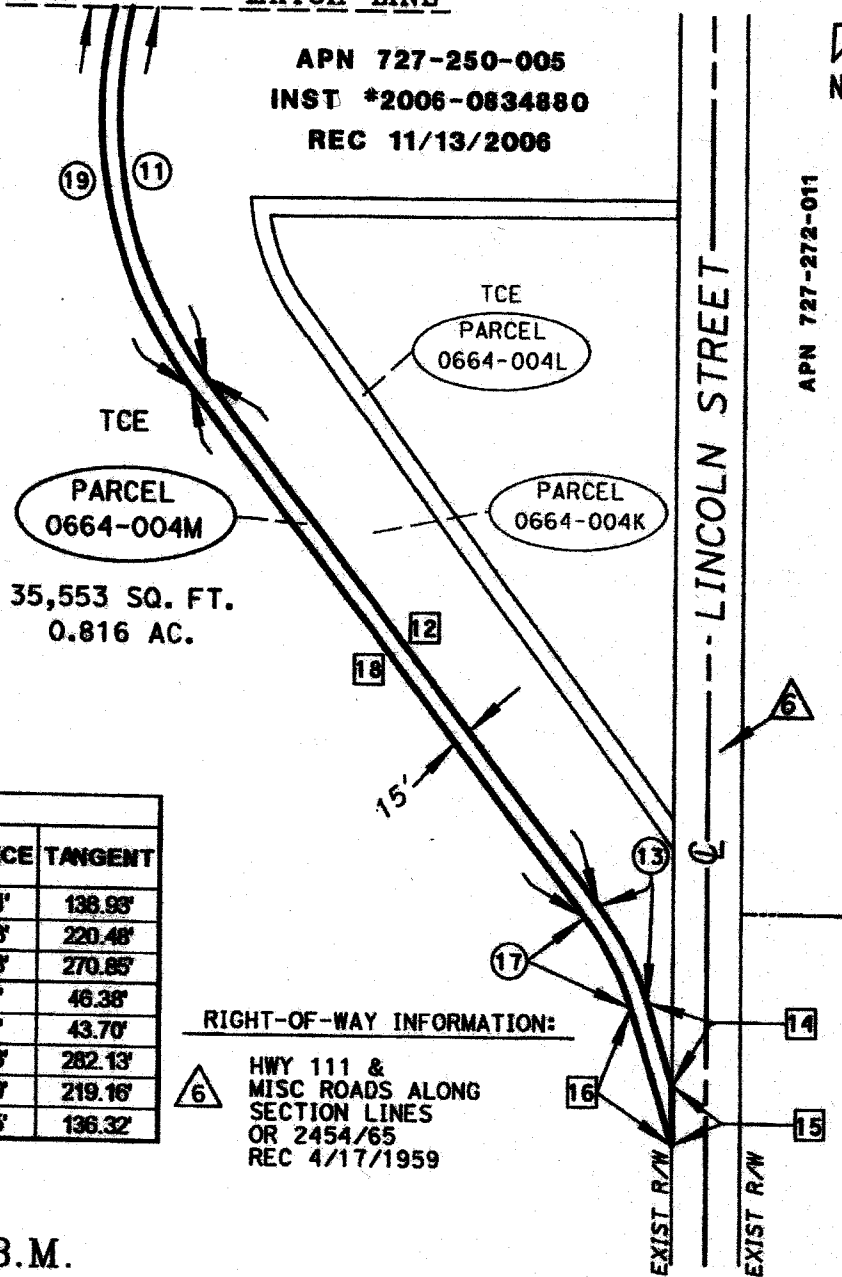 APN 727-250-005
INST #2006-0834880
REC 11/13/2006
N
19
11
APN 727-272-011
TCE
PARCEL
0664-004L
LINCOLN STREET
TCE
PARCEL
0664-004M
PARCEL
0664-004K
35,553 SQ. FT.
0.816 AC.
12
18
6
15'
CE TANGENT
138.93'
220.48'
270.85'
46.38'
43.70'
282.13'
219.16'
136.32'
13
17
14
RIGHT-OF-WAY INFORMATION:
6
HWY 111 &
MISC ROADS ALONG
SECTION LINES
OR 2454/65
REC 4/17/1959
16
15
EXIST R/W
EXIST R/W
B.M.